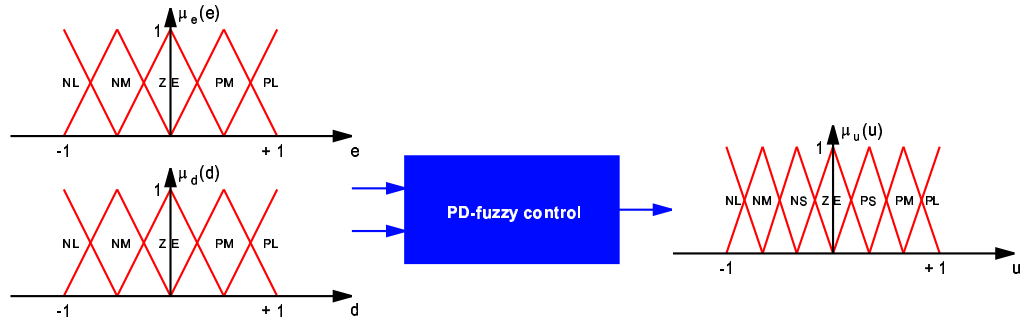 μe(e)
1
NL NM ZE PM PL
-1 +1 e
μd(d)
1
NL NM ZE PM PL
-1 +1 d
PD-fuzzy control
μu(u)
1
NL NM NS ZE PS PM PL
-1 +1 u